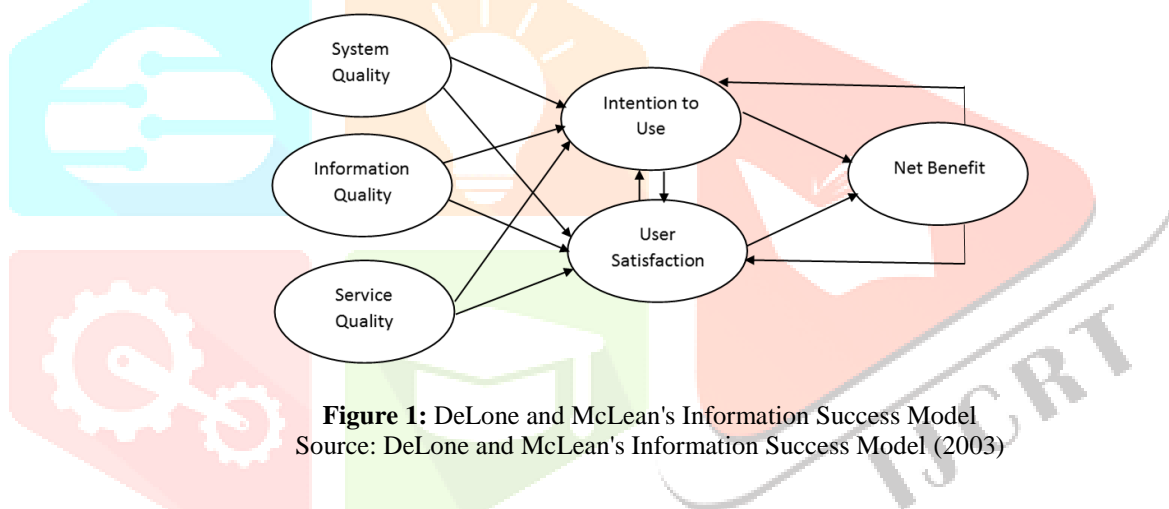 System
Quality
Intention to
Use
Information
Quality
Net Benefit
User
Satisfaction
Service
Quality
Figure 1: DeLone and McLean's Information Success Model
Source: DeLone and McLean's Information Success Model (2003)
IJCRT